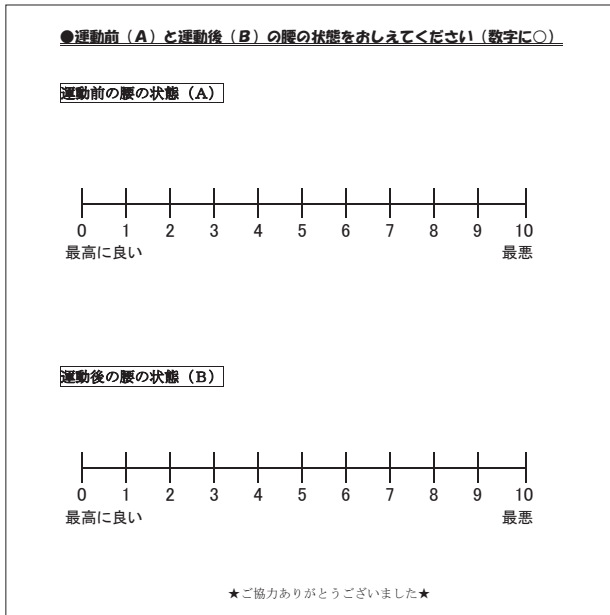 ●運動前（A）と運動後（B）の腰の状態をおしえてください（数字に○）
運動前の腰の状態（A）
0 1 2 3 4 5 6 7 8 9 10
最高に良い 最悪
運動後の腰の状態（B）
0 1 2 3 4 5 6 7 8 9 10
最高に良い 最悪
★ご協力ありがとうございました★